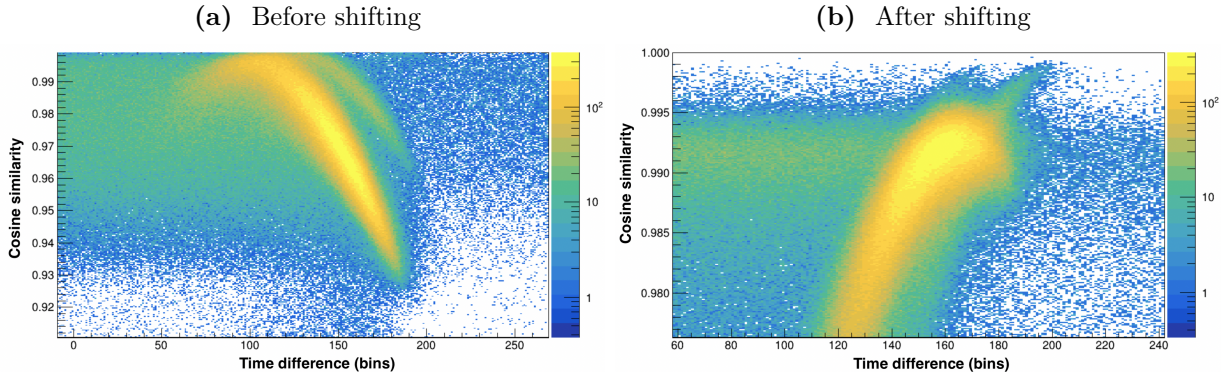 (a) Before shifting
Cosine similarity
0.99
0.98
0.97
0.96
0.95
0.94
0.93
0.92
0 50 100 150 200 250
Time difference (bins)
10²
10
1
(b) After shifting
Cosine similarity
1.000
0.995
0.990
0.985
0.980
60 80 100 120 140 160 180 200 220 240
Time difference (bins)
10²
10
1